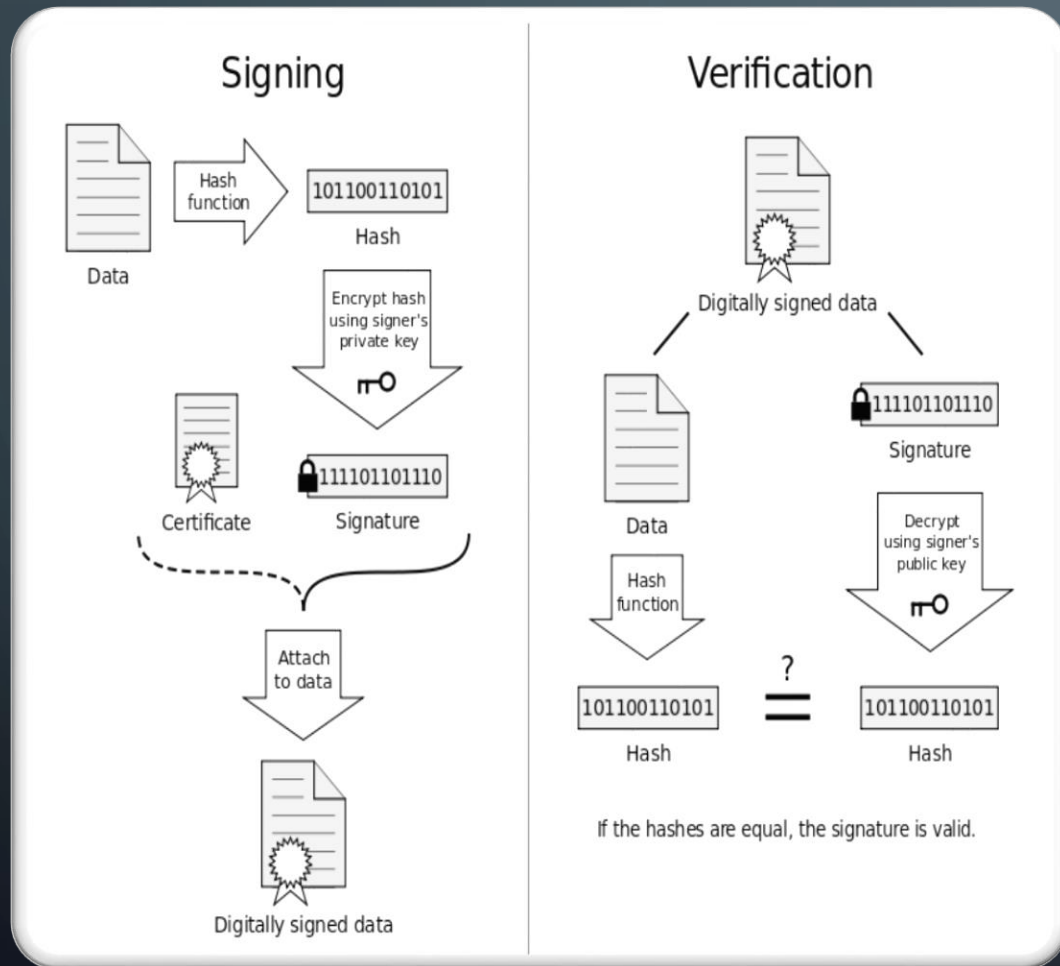 Signing
Data
Hash
function
101100110101
Hash
Encrypt hash
using signer's
private key
Certificate
111101101110
Signature
Attach
to data
Digitally signed data
Verification
Digitally signed data
Data
111101101110
Signature
Hash
function
Decrypt
using signer's
public key
101100110101
Hash
?
=
101100110101
Hash
If the hashes are equal, the signature is valid.